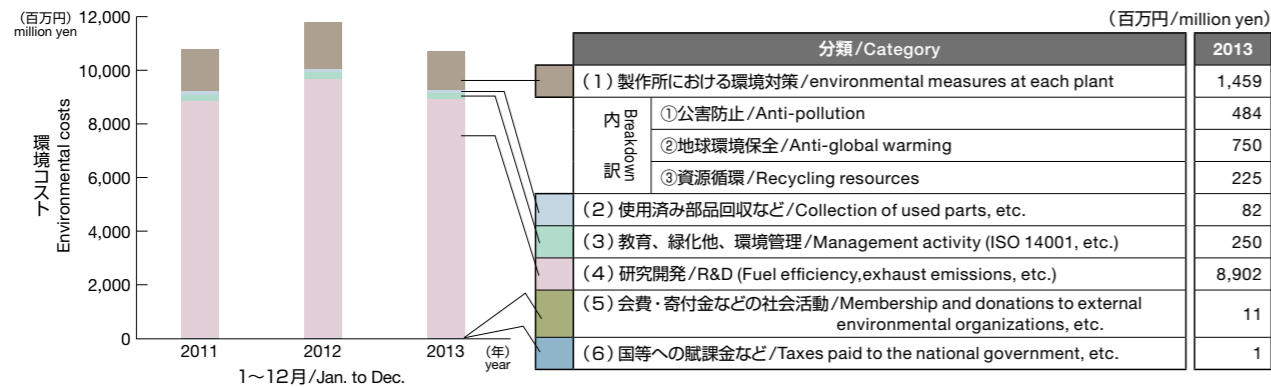 （百万円）
million yen
12,000
10,000
8,000
6,000
4,000
2,000
0
環境コスト
Environmental costs
2011
2012
2013
（年）
year
1〜12月/Jan. to Dec.
（百万円/million yen）
分類/Category
2013
（1）製作所における環境対策/environmental measures at each plant
1,459
内訳
Breakdown
①公害防止/Anti-pollution
484
②地球環境保全/Anti-global warming
750
③資源循環/Recycling resources
225
（2）使用済み部品回収など/Collection of used parts, etc.
82
（3）教育、緑化他、環境管理/Management activity (ISO 14001, etc.)
250
（4）研究開発/R&D (Fuel efficiency,exhaust emissions, etc.)
8,902
（5）会費・寄付金などの社会活動/Membership and donations to external
environmental organizations, etc.
11
（6）国等への賦課金など/Taxes paid to the national government, etc.
1